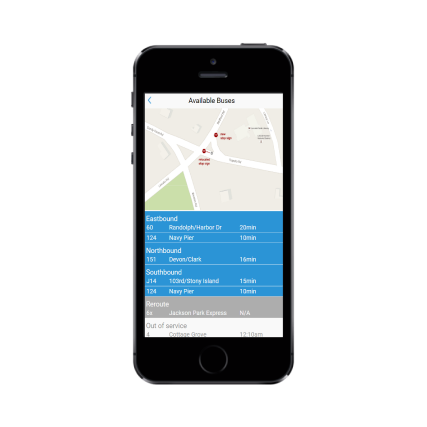 Available Buses
Eastbound
60 Randolph/Harbor Dr 20min
124 Navy Pier 10min
Northbound
151 Devon/Clark 16min
Southbound
J14 103rd/Stony Island 15min
124 Navy Pier 10min
Reroute
6x Jackson Park Express N/A
Out of service
4 Cottage Grove 12:10am